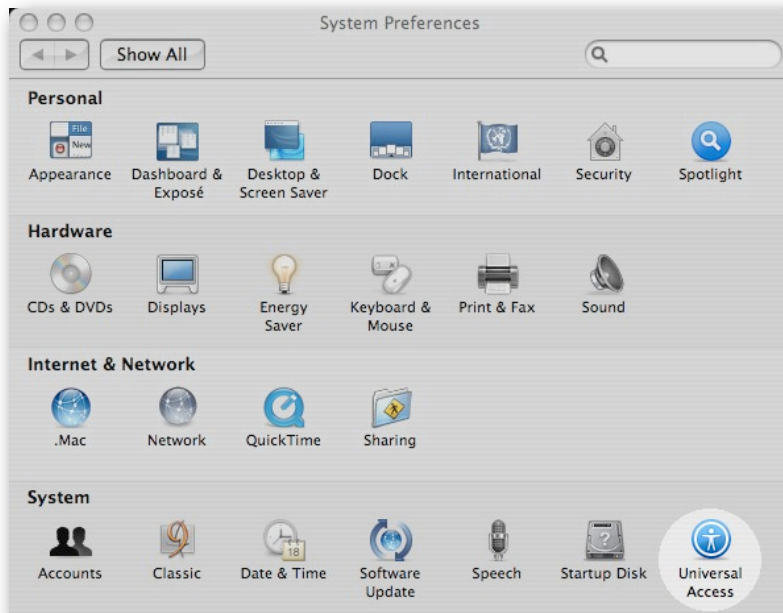 System Preferences
Show All
Personal
File
New
Appearance
Dashboard &
Exposé
Desktop &
Screen Saver
Dock
International
Security
Spotlight
Hardware
CDs & DVDs
Displays
Energy
Saver
Keyboard &
Mouse
Print & Fax
Sound
Internet & Network
.Mac
Network
QuickTime
Sharing
System
18
?
Accounts
Classic
Date & Time
Software
Update
Speech
Startup Disk
Universal
Access